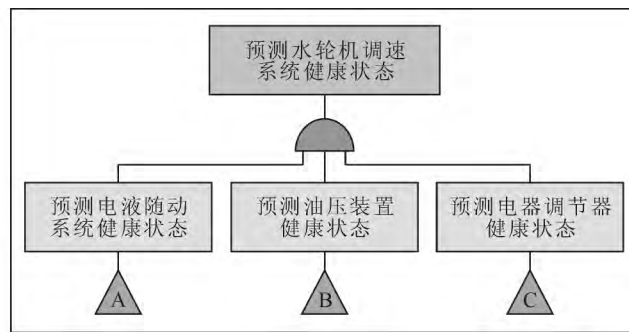 预测水轮机调速
系统健康状态
预测电液随动
系统健康状态
预测油压装置
健康状态
预测电器调节器
健康状态
A
B
C